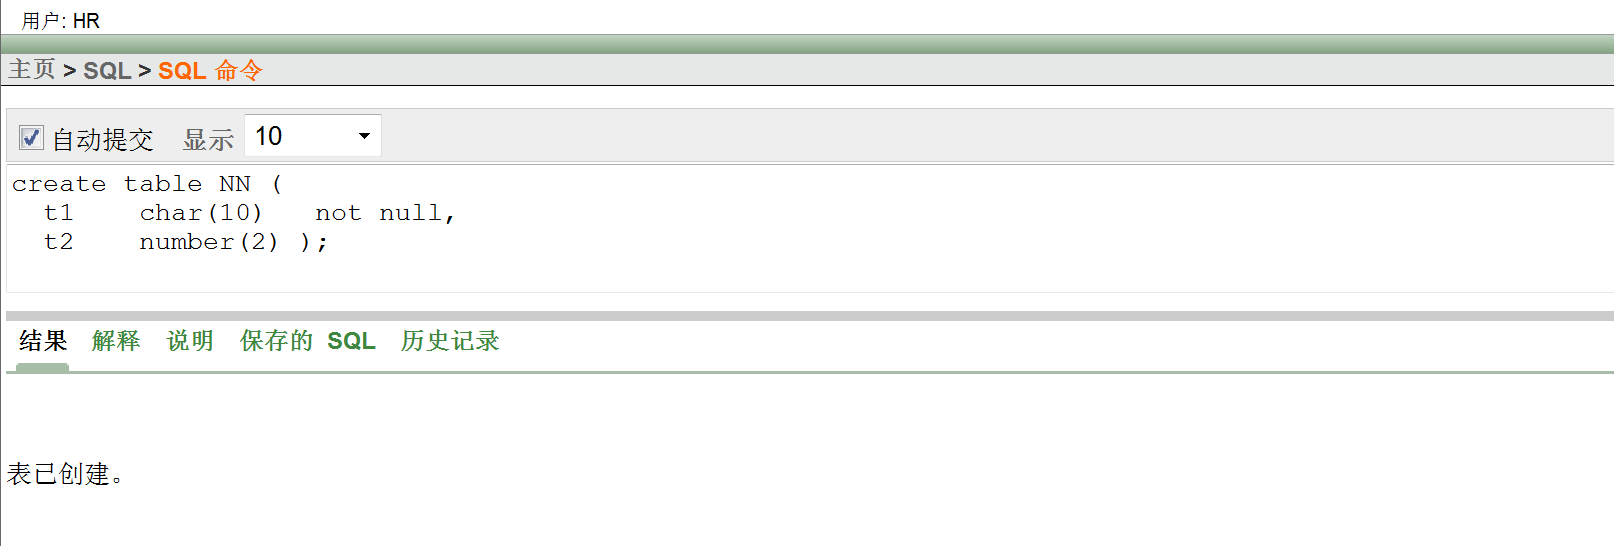 用户: HR
主页 > SQL > SQL 命令
自动提交 显示 10
create table NN (
t1 char(10) not null,
t2 number(2) );
结果 解释 说明 保存的 SQL 历史记录
表已创建。